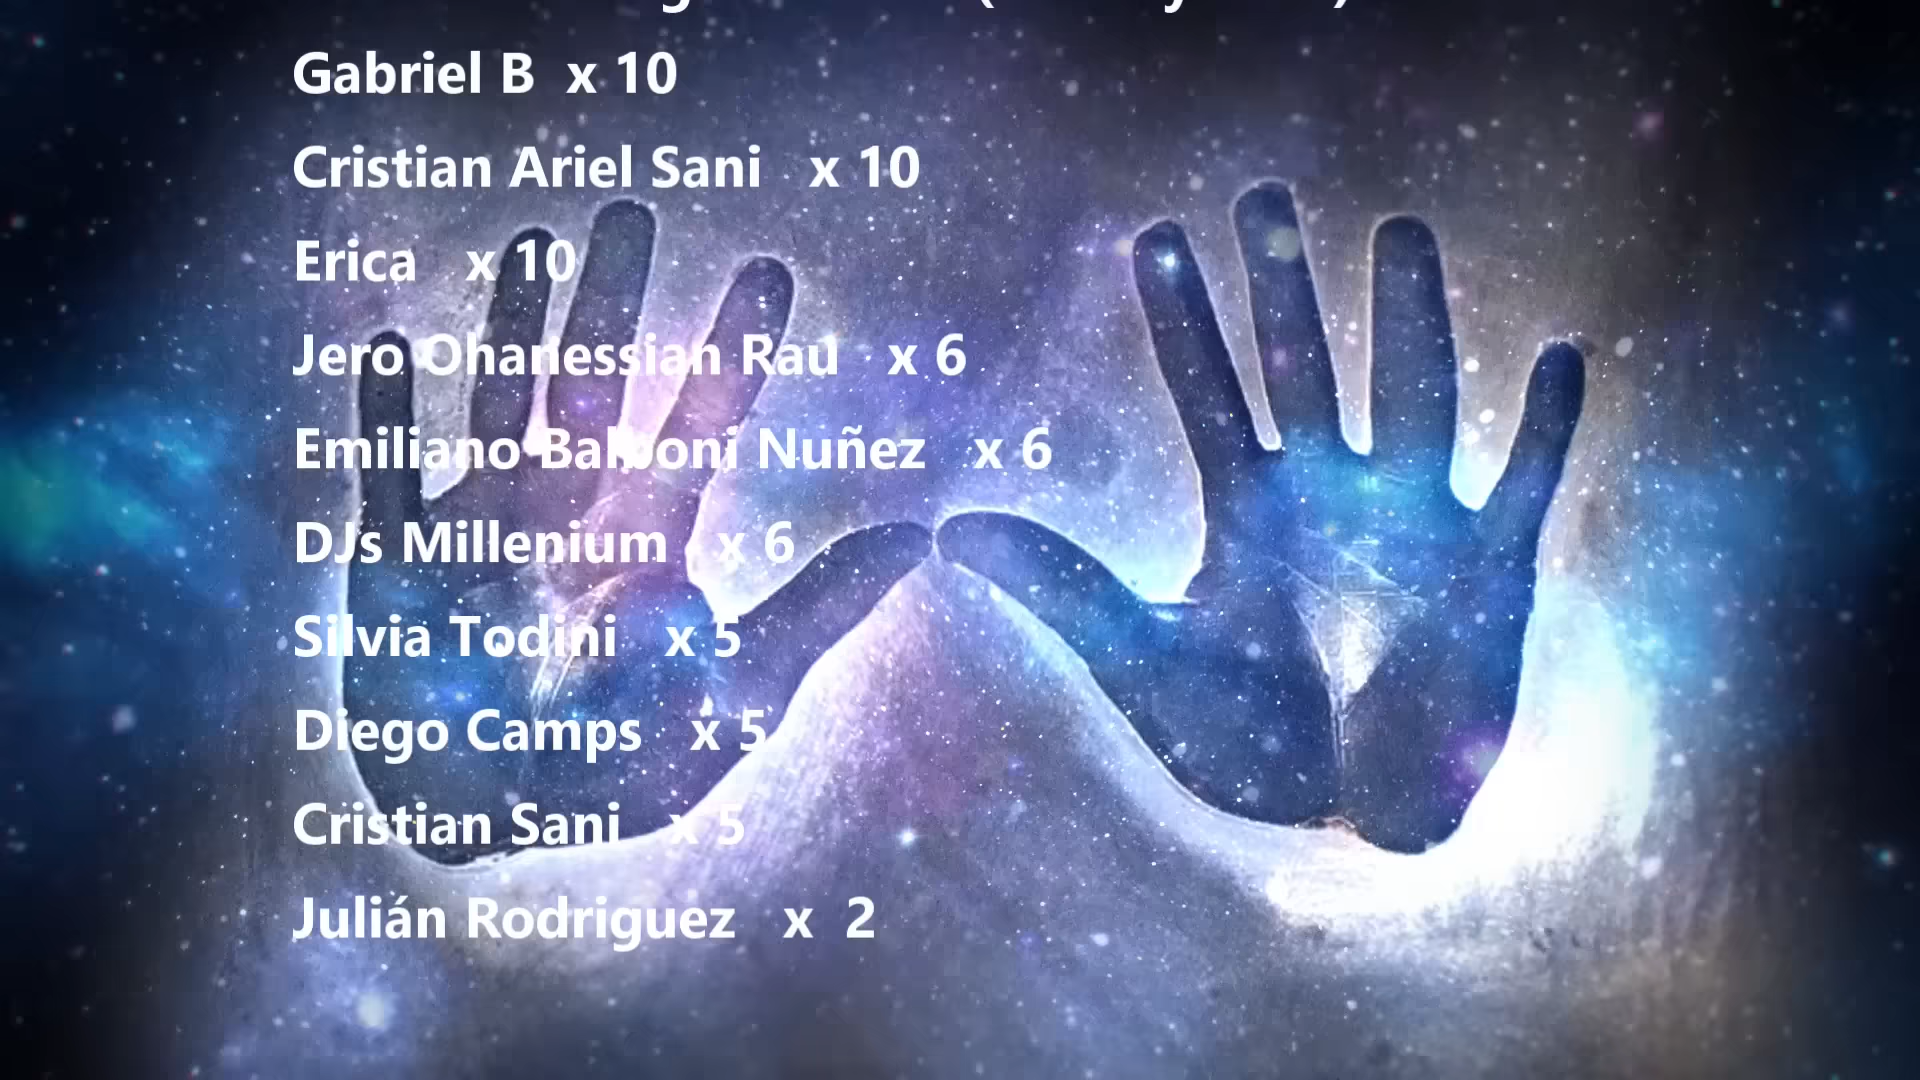 Gabriel B x 10
Cristian Ariel Sani x 10
Erica x 10
Jero Ohanessian Rau x 6
Emiliano Balboni Nuñez x 6
DJs Millenium x 6
Silvia Todini x 5
Diego Camps x 5
Cristian Sani x 5
Julián Rodriguez x 2